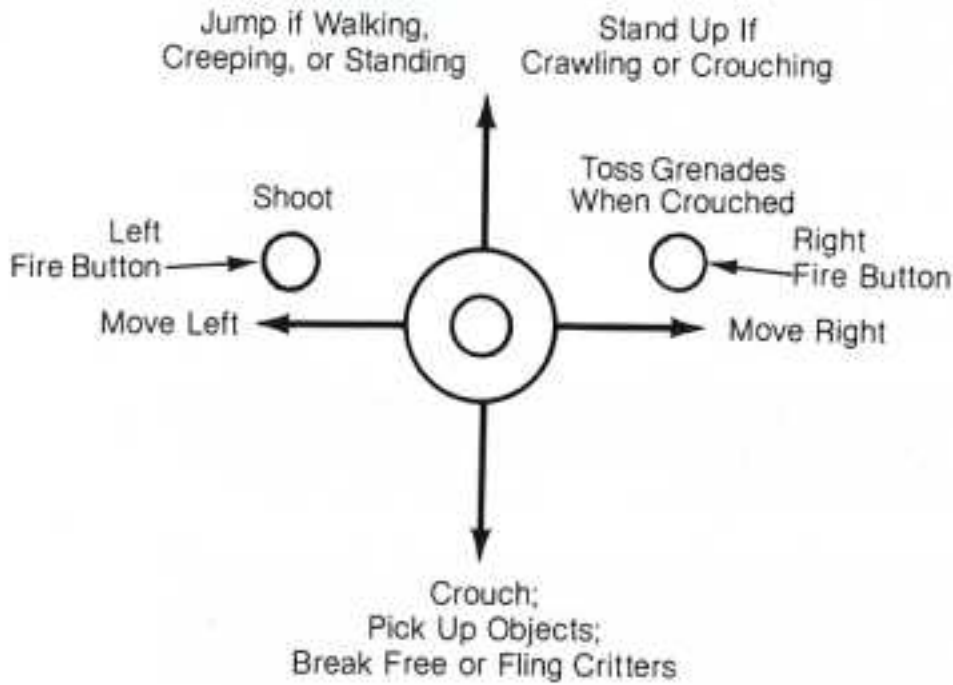 Jump if Walking,
Creeping, or Standing
Stand Up If
Crawling or Crouching
Shoot
Toss Grenades
When Crouched
Left
Fire Button
Right
Fire Button
Move Left
Move Right
Crouch;
Pick Up Objects;
Break Free or Fling Critters